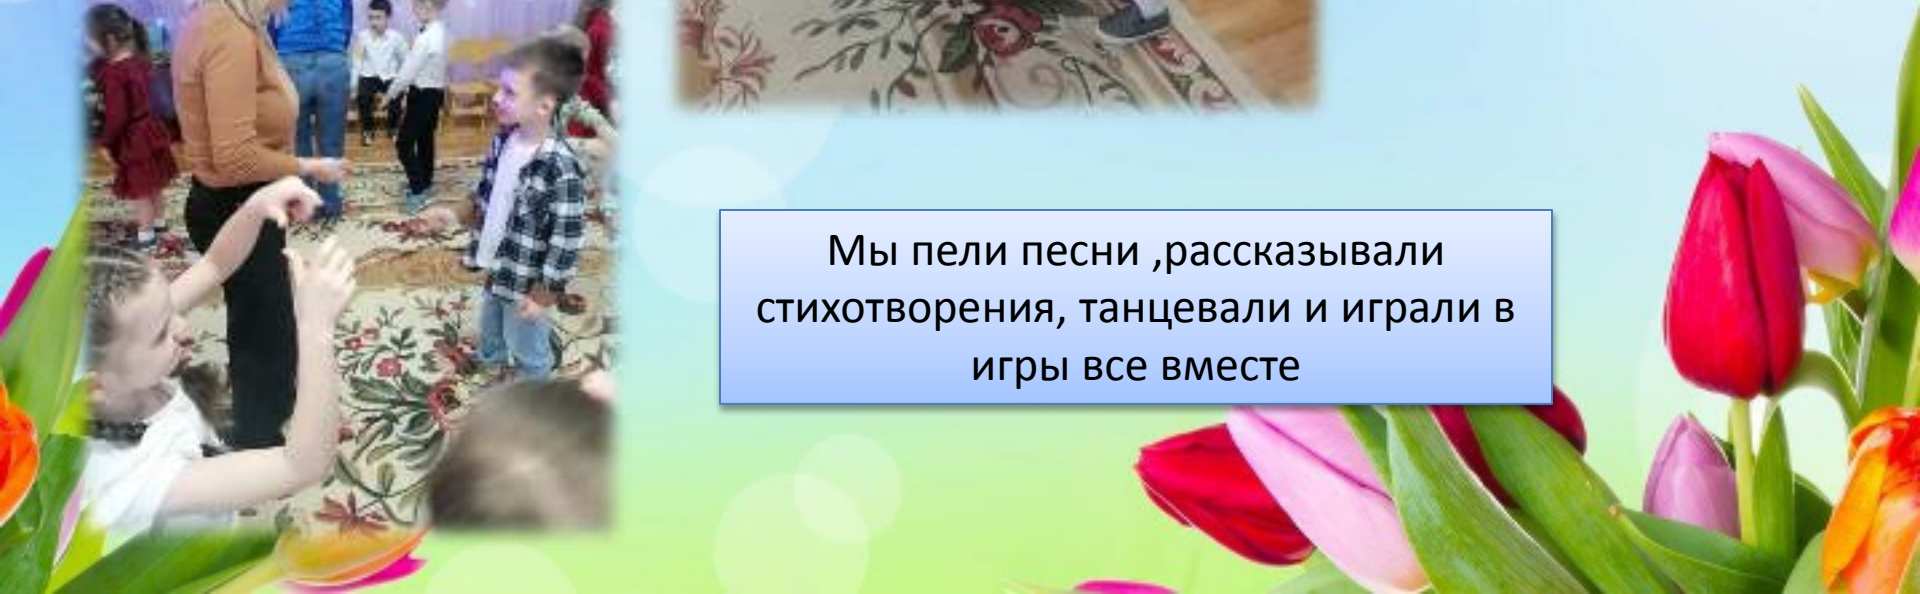 Мы пели песни ,рассказывали
стихотворения, танцевали и играли в
игры все вместе